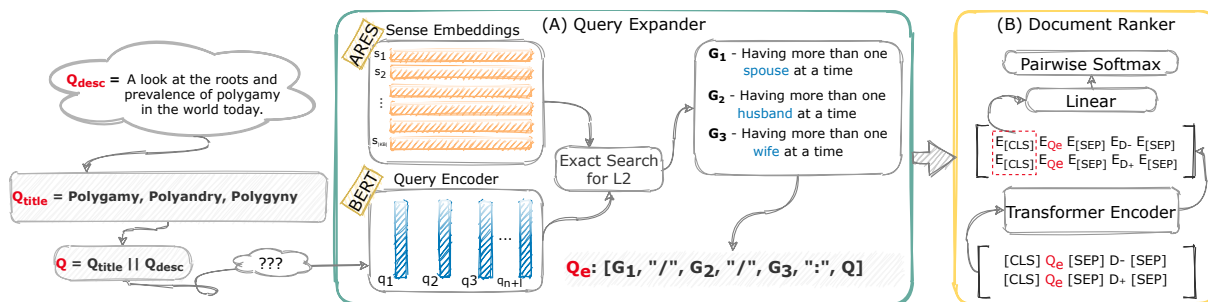 Qdesc = A look at the roots and
prevalence of polygamy
in the world today.
Qtitle = Polygamy, Polyandry, Polygyny
Q = Qtitle || Qdesc
???
(A) Query Expander
ARES
Sense Embeddings
s1
s2
⋮
s|KB|
BERT
Query Encoder
q1 q2 q3 ... qn+l
Exact Search
for L2
G1 - Having more than one
spouse at a time
G2 - Having more than one
husband at a time
G3 - Having more than one
wife at a time
Qe: [G1, "/", G2, "/", G3, ":", Q]
(B) Document Ranker
Pairwise Softmax
Linear
E[CLS] EQe E[SEP] ED- E[SEP]
E[CLS] EQe E[SEP] ED+ E[SEP]
Transformer Encoder
[CLS] Qe [SEP] D- [SEP]
[CLS] Qe [SEP] D+ [SEP]